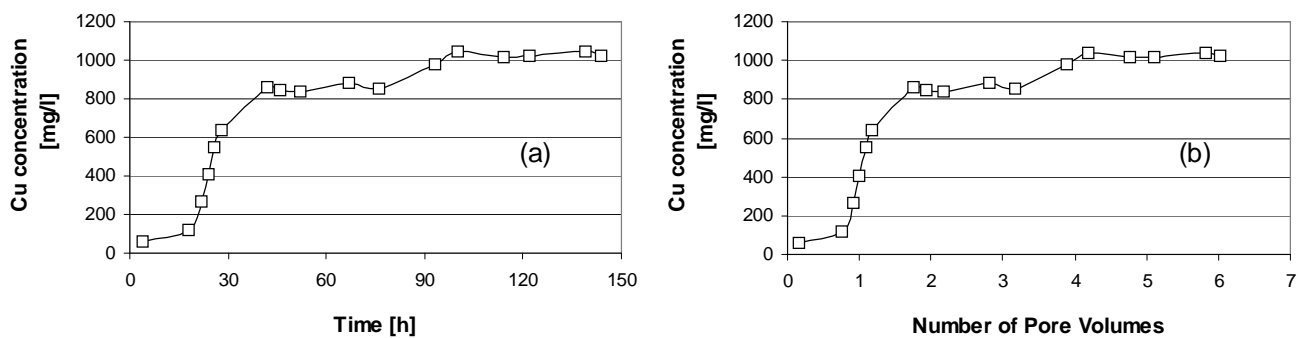 Cu concentration
[mg/l]
1200
1000
800
600
400
200
0
0 30 60 90 120 150
Time [h]
(a)
Cu concentration
[mg/l]
1200
1000
800
600
400
200
0
0 1 2 3 4 5 6 7
Number of Pore Volumes
(b)